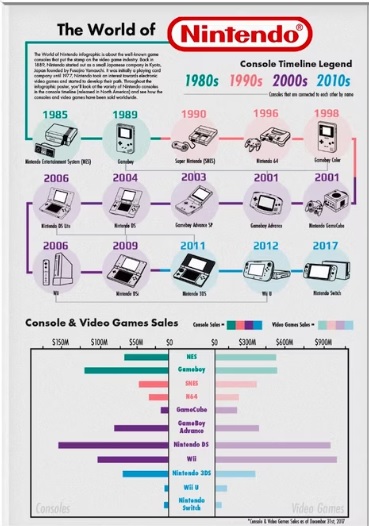 The World of
Nintendo®
The World of Nintendo infographic is about the well-known game
consoles that put the stamp on the video game industry. Back in
1889, Nintendo started out as a small Japanese company in Kyoto,
Japan founded by Fusajiro Yamauchi. It was initially a playing card
company until 1977, Nintendo took an interest towards electronic
video games and started to develop their path. Throughout the
infographic poster, you'll look at the variety of Nintendo consoles
in the console timeline (released in North America) and see how the
consoles and video games have been sold worldwide.
Console Timeline Legend
1980s 1990s 2000s 2010s
Consoles that are connected to each other by name
1985 1989 1990 1996 1998
Nintendo Entertainment System (NES) Gameboy Super Nintendo (SNES) Nintendo 64 Gameboy Color
2006 2004 2003 2001 2001
Nintendo DS Lite Nintendo DS Gameboy Advance SP Gameboy Advance Nintendo GameCube
2006 2009 2011 2012 2017
Wii Nintendo DSi Nintendo 3DS Wii U Nintendo Switch
Console & Video Games Sales
Console Sales = Video Games Sales =
$150M $100M $50M $0 $0 $300M $600M $900M
NES
Gameboy
SNES
N64
GameCube
GameBoy
Advance
Nintendo DS
Wii
Nintendo 3DS
Wii U
Nintendo
Switch
Consoles Video Games
*Console & Video Games Sales as of December 31st, 2017